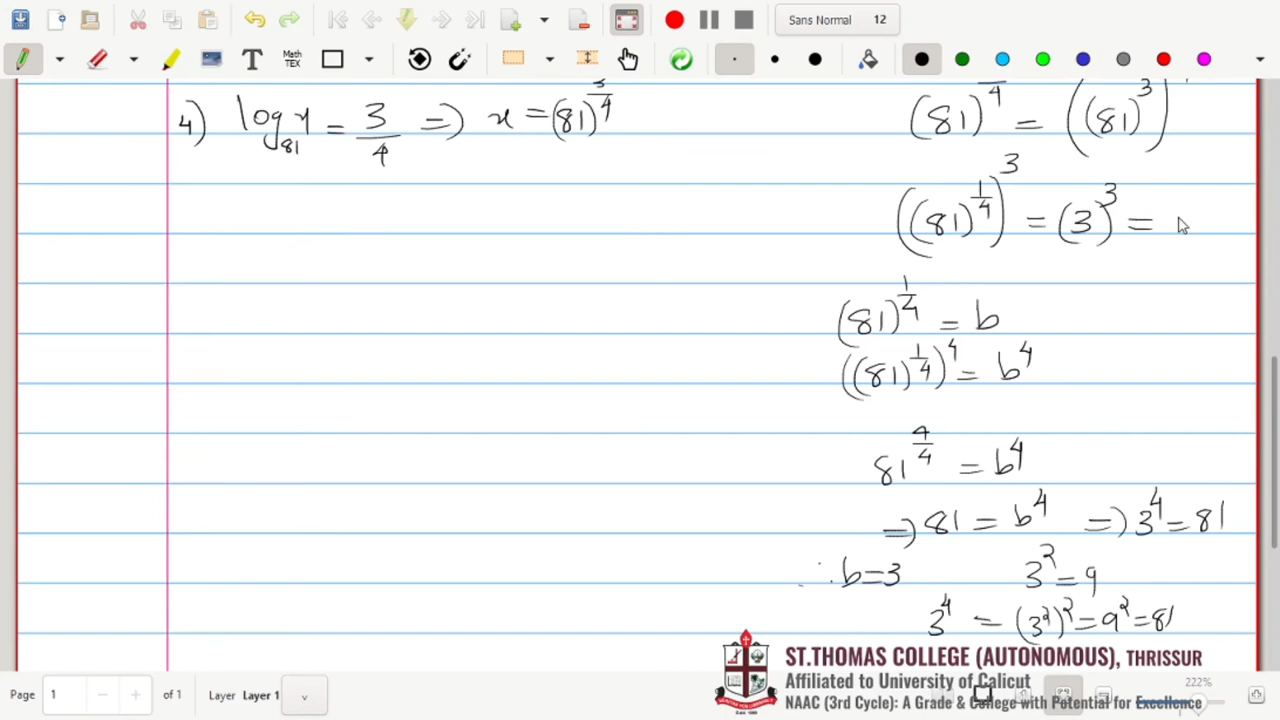 Sans Normal 12
T Math TEX
4) log₈₁ x = 3/4 => x = (81)^(3/4)
(81)^(3/4) = ((81)^3)
((81)^(1/4))^3 = (3)^3 =
(81)^(1/4) = b
((81)^(1/4))^4 = b^4
81^(4/4) = b^4
=> 81 = b^4 => 3^4 = 81
∴ b = 3 3^2 = 9
3^4 = (3^2)^2 = 9^2 = 81
ST.THOMAS COLLEGE (AUTONOMOUS), THRISSUR
Affiliated to University of Calicut
NAAC (3rd Cycle): A Grade & College with Potential for Excellence
Page 1 of 1 Layer Layer 1 222%